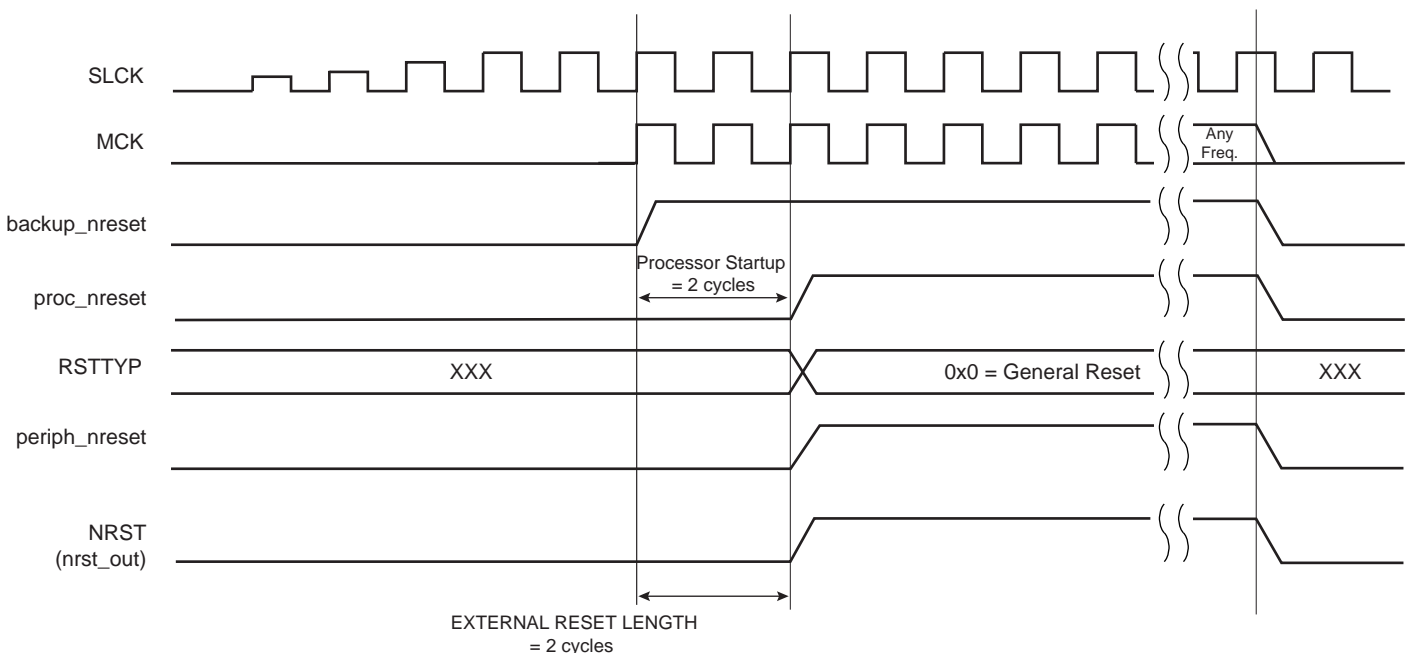 SLCK
MCK
Any
Freq.
backup_nreset
Processor Startup
= 2 cycles
proc_nreset
RSTTYP
XXX
0x0 = General Reset
XXX
periph_nreset
NRST
(nrst_out)
EXTERNAL RESET LENGTH
= 2 cycles